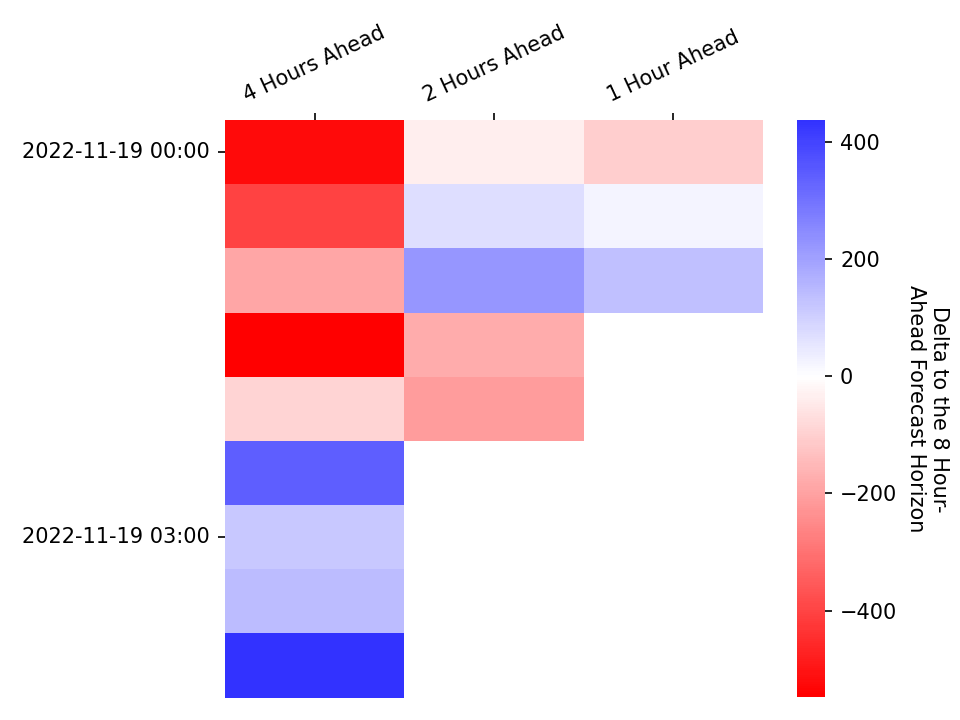 4 Hours Ahead
2 Hours Ahead
1 Hour Ahead
2022-11-19 00:00
2022-11-19 03:00
400
200
0
−200
−400
Delta to the 8 Hour-
Ahead Forecast Horizon